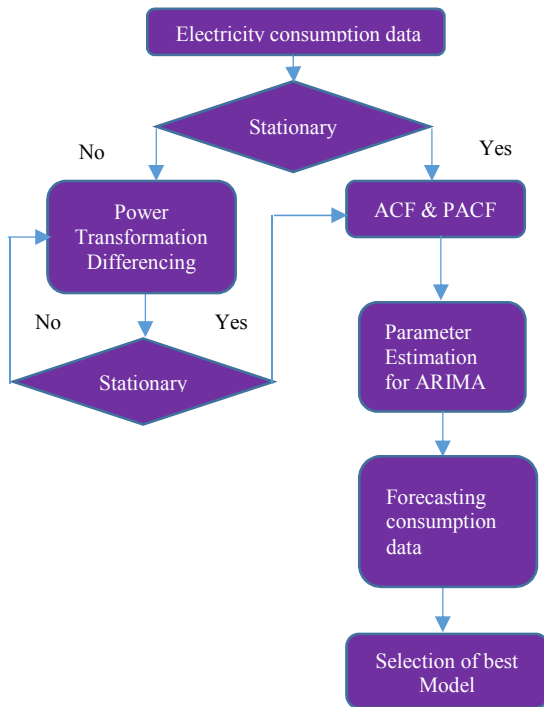 Electricity consumption data
Stationary
No
Yes
Power
Transformation
Differencing
ACF & PACF
No
Yes
Stationary
Parameter
Estimation
for ARIMA
Forecasting
consumption
data
Selection of best
Model